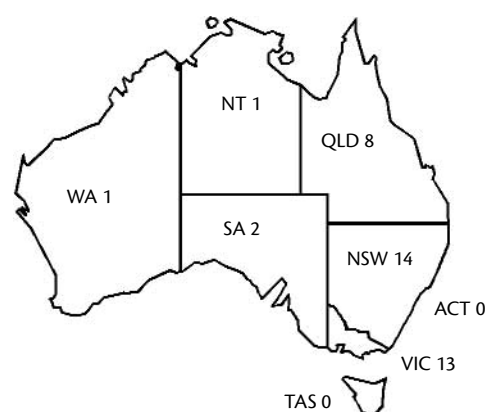 NT 1
QLD 8
WA 1
SA 2
NSW 14
ACT 0
VIC 13
TAS 0